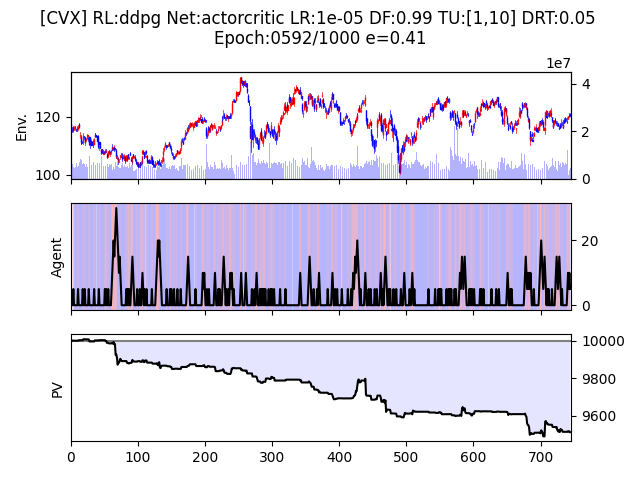 [CVX] RL:ddpg Net:actorcritic LR:1e-05 DF:0.99 TU:[1,10] DRT:0.05
Epoch:0592/1000 e=0.41
1e7
Env.
120
100
4
2
0
Agent
20
0
PV
10000
9800
9600
0 100 200 300 400 500 600 700